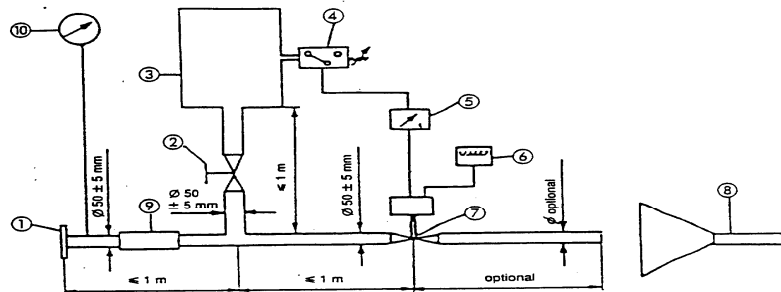 ⑩
④
③
⑤
②
⑥
Ø 50 ± 5 mm
Ø 50
± 5 mm
≤ 1 m
Ø 50 ± 5 mm
Ø optional
①
⑨
⑦
⑧
≤ 1 m
≤ 1 m
optional